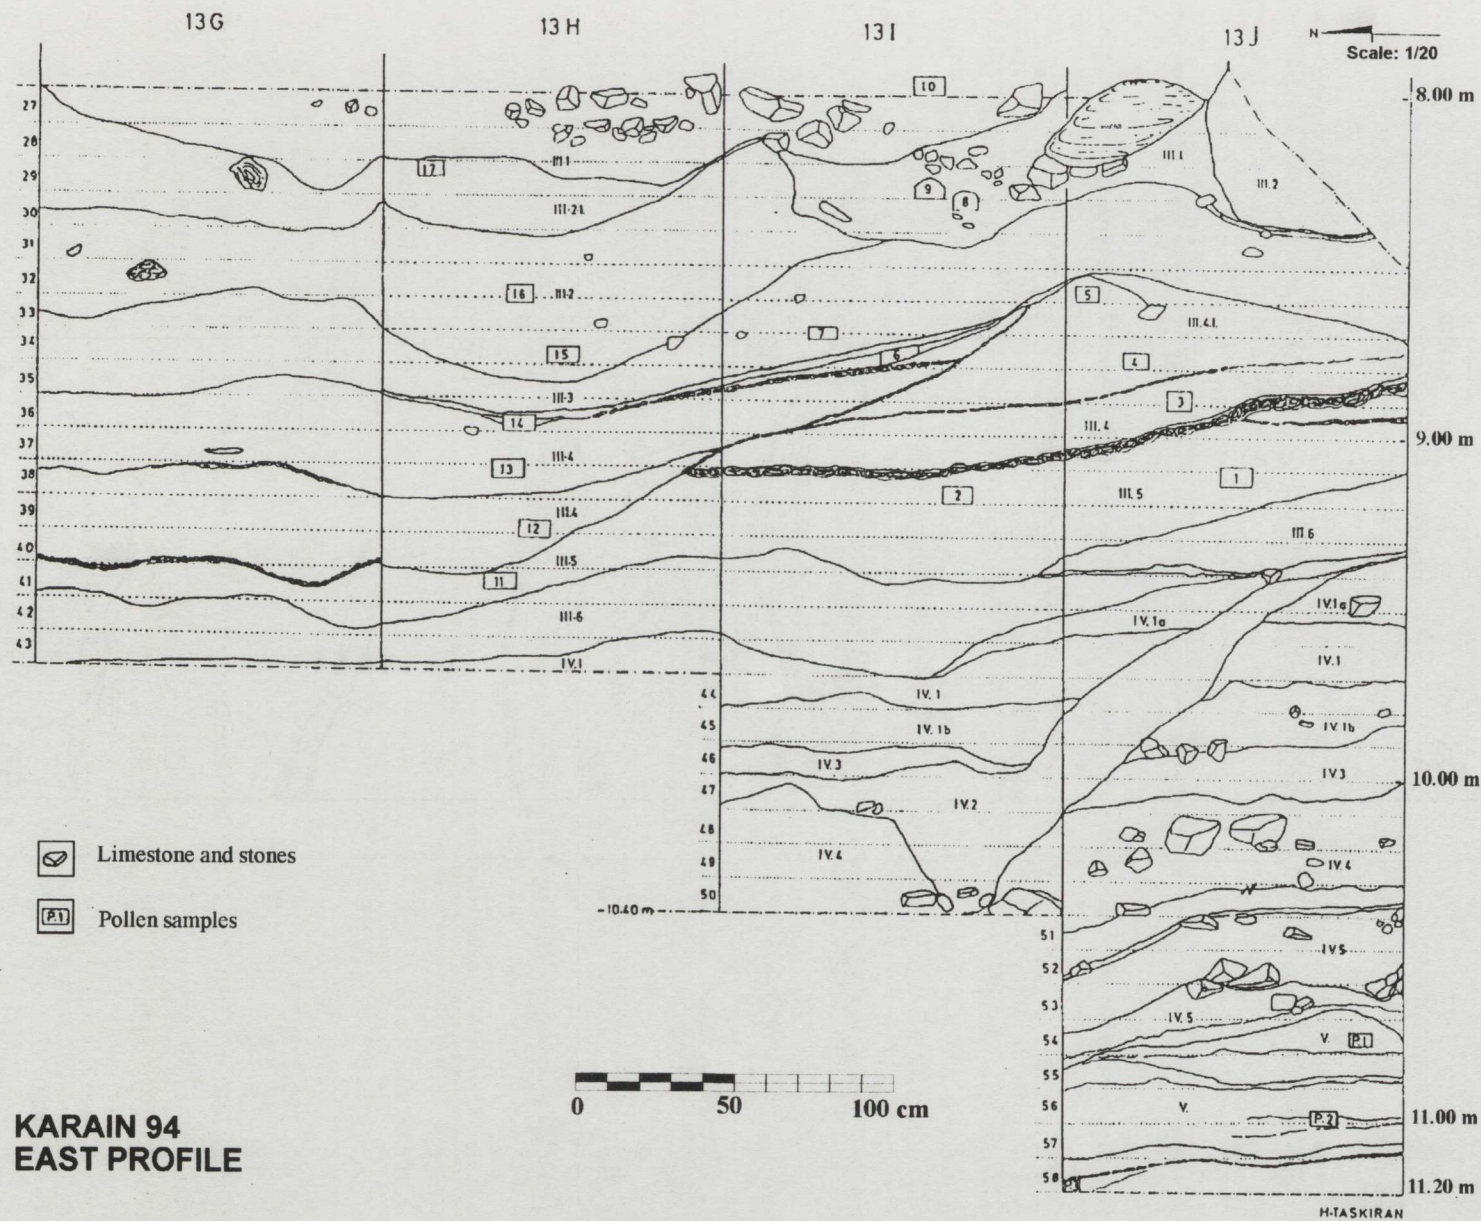 13G 13H 13I 13J N
Scale: 1/20
10 8.00 m
27
28 III.1
17 III.1.
29 9 III.2
8
30 III-2.1.
31
32
16 III-2 5
33 III.4.1.
7
34 15 6 4
35
III-3 3
36 14
III.4
37 III-4 9.00 m
13
38 2 1
III.5
39 III.4
12
40 III-5 III.6
11
41
42 III-6 IV.1a IV.1a
43
IV.1 IV.1
44 IV.1
45 IV.1b IV.1b
46 IV.3 IV.3
10.00 m
47 IV.2
48
49 IV.4 IV.4
Limestone and stones
50
-10.40 m
P.1 Pollen samples
51
IV.5
52
53
IV.5
54 V. P.1
55
56 V.
0 50 100 cm
P.2 11.00 m
KARAIN 94
57
EAST PROFILE
58
11.20 m
H.TASKIRAN